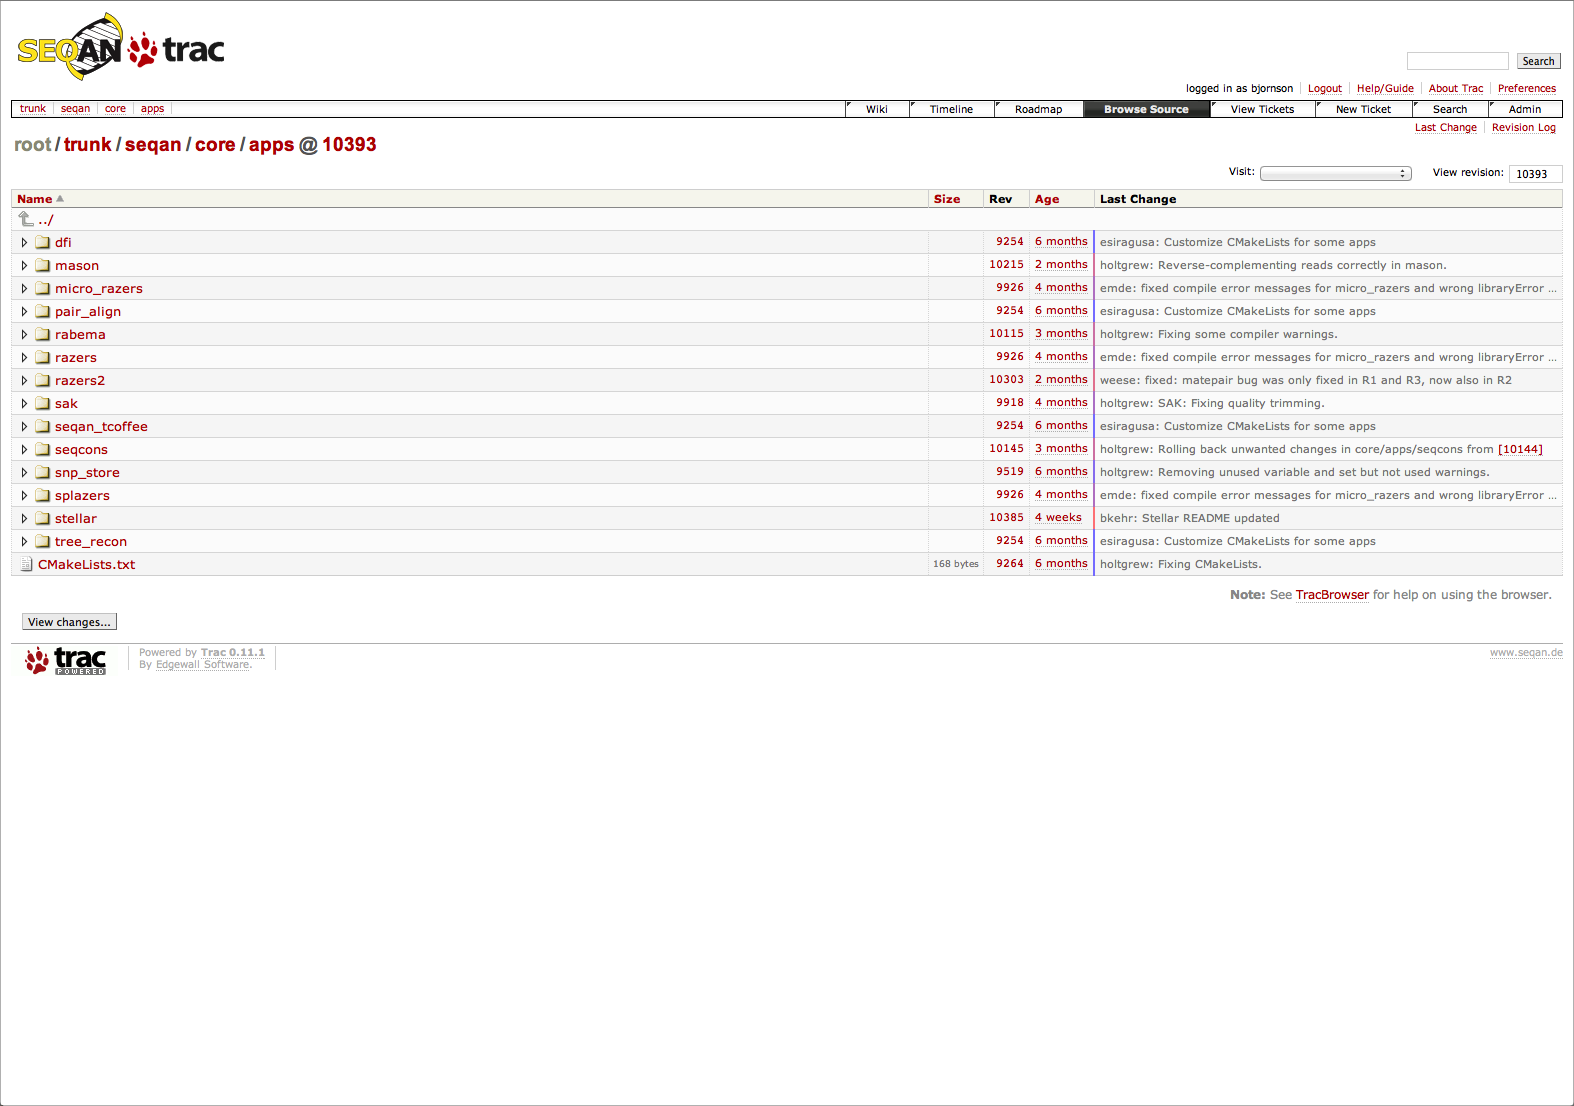 SEQAN trac
Search
logged in as bjornson Logout Help/Guide About Trac Preferences
trunk seqan core apps Wiki Timeline Roadmap Browse Source View Tickets New Ticket Search Admin
Last Change Revision Log
root / trunk / seqan / core / apps @ 10393
Visit: View revision: 10393
Name Size Rev Age Last Change
../
dfi 9254 6 months esiragusa: Customize CMakeLists for some apps
mason 10215 2 months holtgrew: Reverse-complementing reads correctly in mason.
micro_razers 9926 4 months emde: fixed compile error messages for micro_razers and wrong libraryError ...
pair_align 9254 6 months esiragusa: Customize CMakeLists for some apps
rabema 10115 3 months holtgrew: Fixing some compiler warnings.
razers 9926 4 months emde: fixed compile error messages for micro_razers and wrong libraryError ...
razers2 10303 2 months weese: fixed: matepair bug was only fixed in R1 and R3, now also in R2
sak 9918 4 months holtgrew: SAK: Fixing quality trimming.
seqan_tcoffee 9254 6 months esiragusa: Customize CMakeLists for some apps
seqcons 10145 3 months holtgrew: Rolling back unwanted changes in core/apps/seqcons from [10144]
snp_store 9519 6 months holtgrew: Removing unused variable and set but not used warnings.
splazers 9926 4 months emde: fixed compile error messages for micro_razers and wrong libraryError ...
stellar 10385 4 weeks bkehr: Stellar README updated
tree_recon 9254 6 months esiragusa: Customize CMakeLists for some apps
CMakeLists.txt 168 bytes 9264 6 months holtgrew: Fixing CMakeLists.
Note: See TracBrowser for help on using the browser.
View changes...
trac POWERED
Powered by Trac 0.11.1
By Edgewall Software.
www.seqan.de